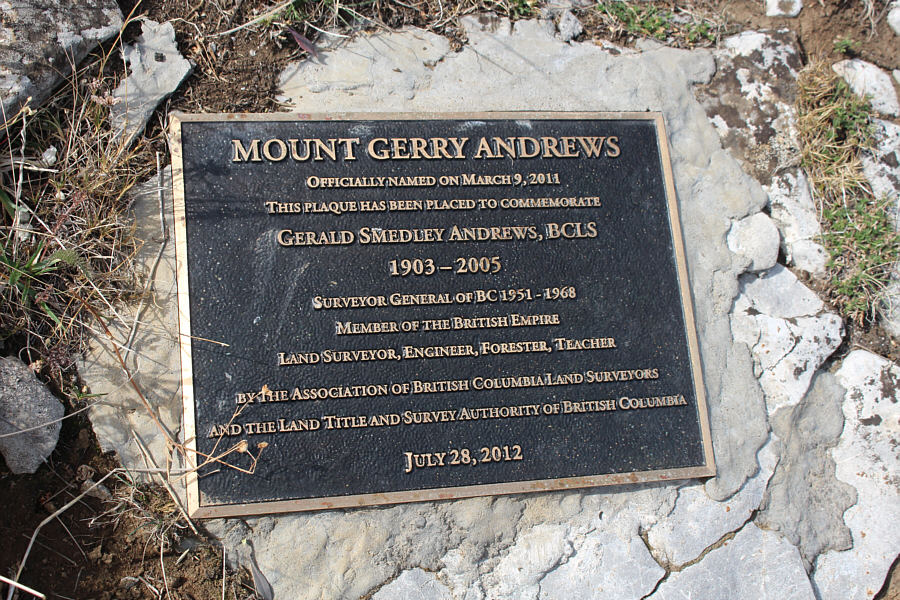 MOUNT GERRY ANDREWS
OFFICIALLY NAMED ON MARCH 9, 2011
THIS PLAQUE HAS BEEN PLACED TO COMMEMORATE
GERALD SMEDLEY ANDREWS, BCLS
1903 – 2005
SURVEYOR GENERAL OF BC 1951 - 1968
MEMBER OF THE BRITISH EMPIRE
LAND SURVEYOR, ENGINEER, FORESTER, TEACHER
BY THE ASSOCIATION OF BRITISH COLUMBIA LAND SURVEYORS
AND THE LAND TITLE AND SURVEY AUTHORITY OF BRITISH COLUMBIA
JULY 28, 2012